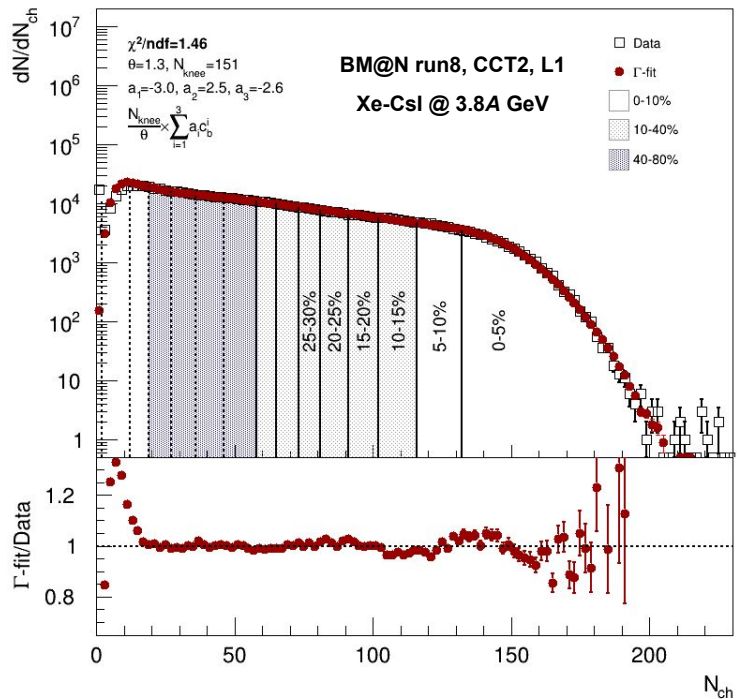 dN/dN_ch
10^7
10^6
10^5
10^4
10^3
10^2
10
1
χ²/ndf=1.46
θ=1.3, N_knee=151
a_1=-3.0, a_2=2.5, a_3=-2.6
N_knee/θ × ∑_{i=1}^{3} a_i c_b^i
BM@N run8, CCT2, L1
Xe-CsI @ 3.8A GeV
Data
Γ-fit
0-10%
10-40%
40-80%
25-30%
20-25%
15-20%
10-15%
5-10%
0-5%
Γ-fit/Data
1.2
1
0.8
0
50
100
150
200
N_ch